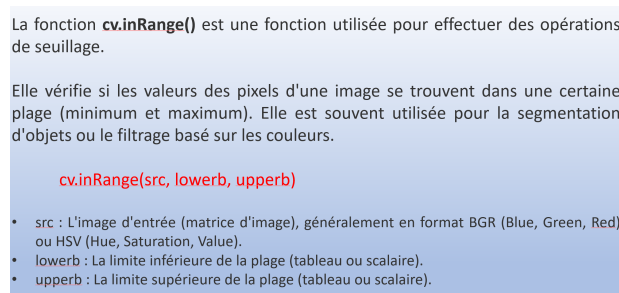 La fonction cv.inRange() est une fonction utilisée pour effectuer des opérations
de seuillage.
Elle vérifie si les valeurs des pixels d'une image se trouvent dans une certaine
plage (minimum et maximum). Elle est souvent utilisée pour la segmentation
d'objets ou le filtrage basé sur les couleurs.
cv.inRange(src, lowerb, upperb)
• src : L'image d'entrée (matrice d'image), généralement en format BGR (Blue, Green, Red)
ou HSV (Hue, Saturation, Value).
• lowerb : La limite inférieure de la plage (tableau ou scalaire).
• upperb : La limite supérieure de la plage (tableau ou scalaire).